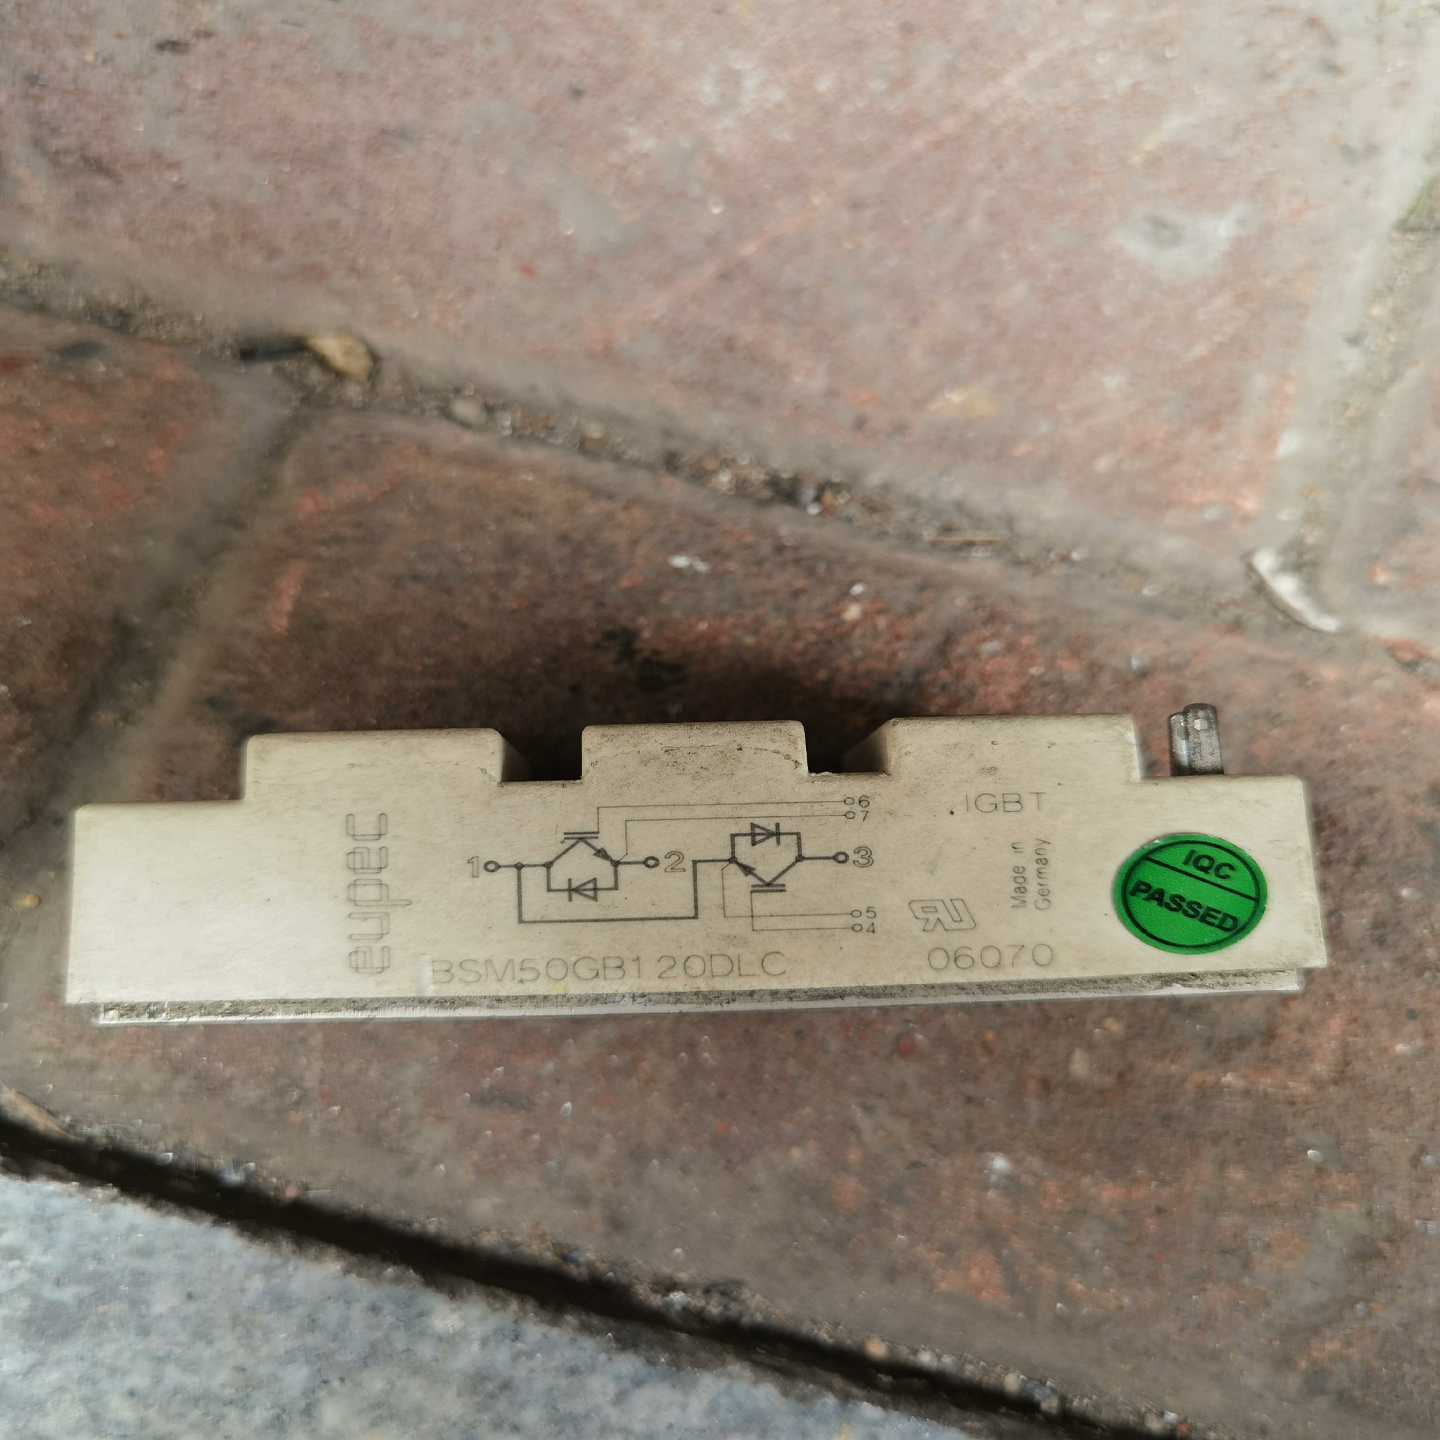 eupec
1
2
3
6
7
5
4
IGBT
Made in
Germany
BSM50GB120DLC
06Q70
IQC
PASSED